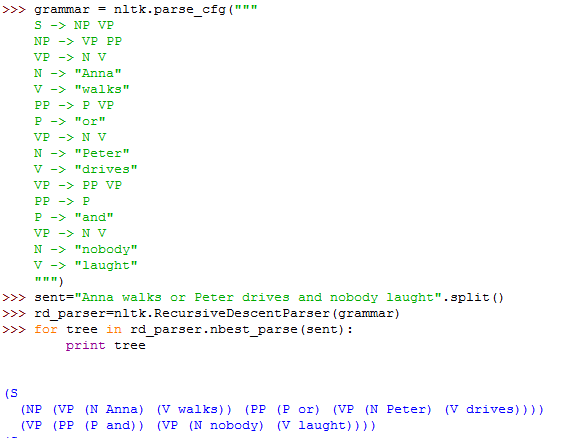 >>> grammar = nltk.parse_cfg("""
    S -> NP VP
    NP -> VP PP
    VP -> N V
    N -> "Anna"
    V -> "walks"
    PP -> P VP
    P -> "or"
    VP -> N V
    N -> "Peter"
    V -> "drives"
    VP -> PP VP
    PP -> P
    P -> "and"
    VP -> N V
    N -> "nobody"
    V -> "laught"
    """)
>>> sent="Anna walks or Peter drives and nobody laught".split()
>>> rd_parser=nltk.RecursiveDescentParser(grammar)
>>> for tree in rd_parser.nbest_parse(sent):
        print tree
(S
  (NP (VP (N Anna) (V walks)) (PP (P or) (VP (N Peter) (V drives))))
  (VP (PP (P and)) (VP (N nobody) (V laught))))